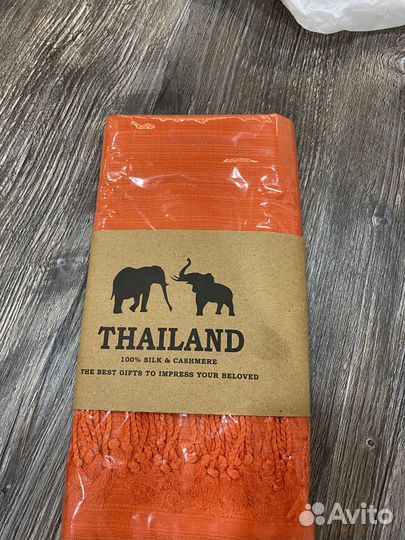 THAILAND
100% SILK & CASHMERE
THE BEST GIFTS TO IMPRESS YOUR BELOVED
Avito